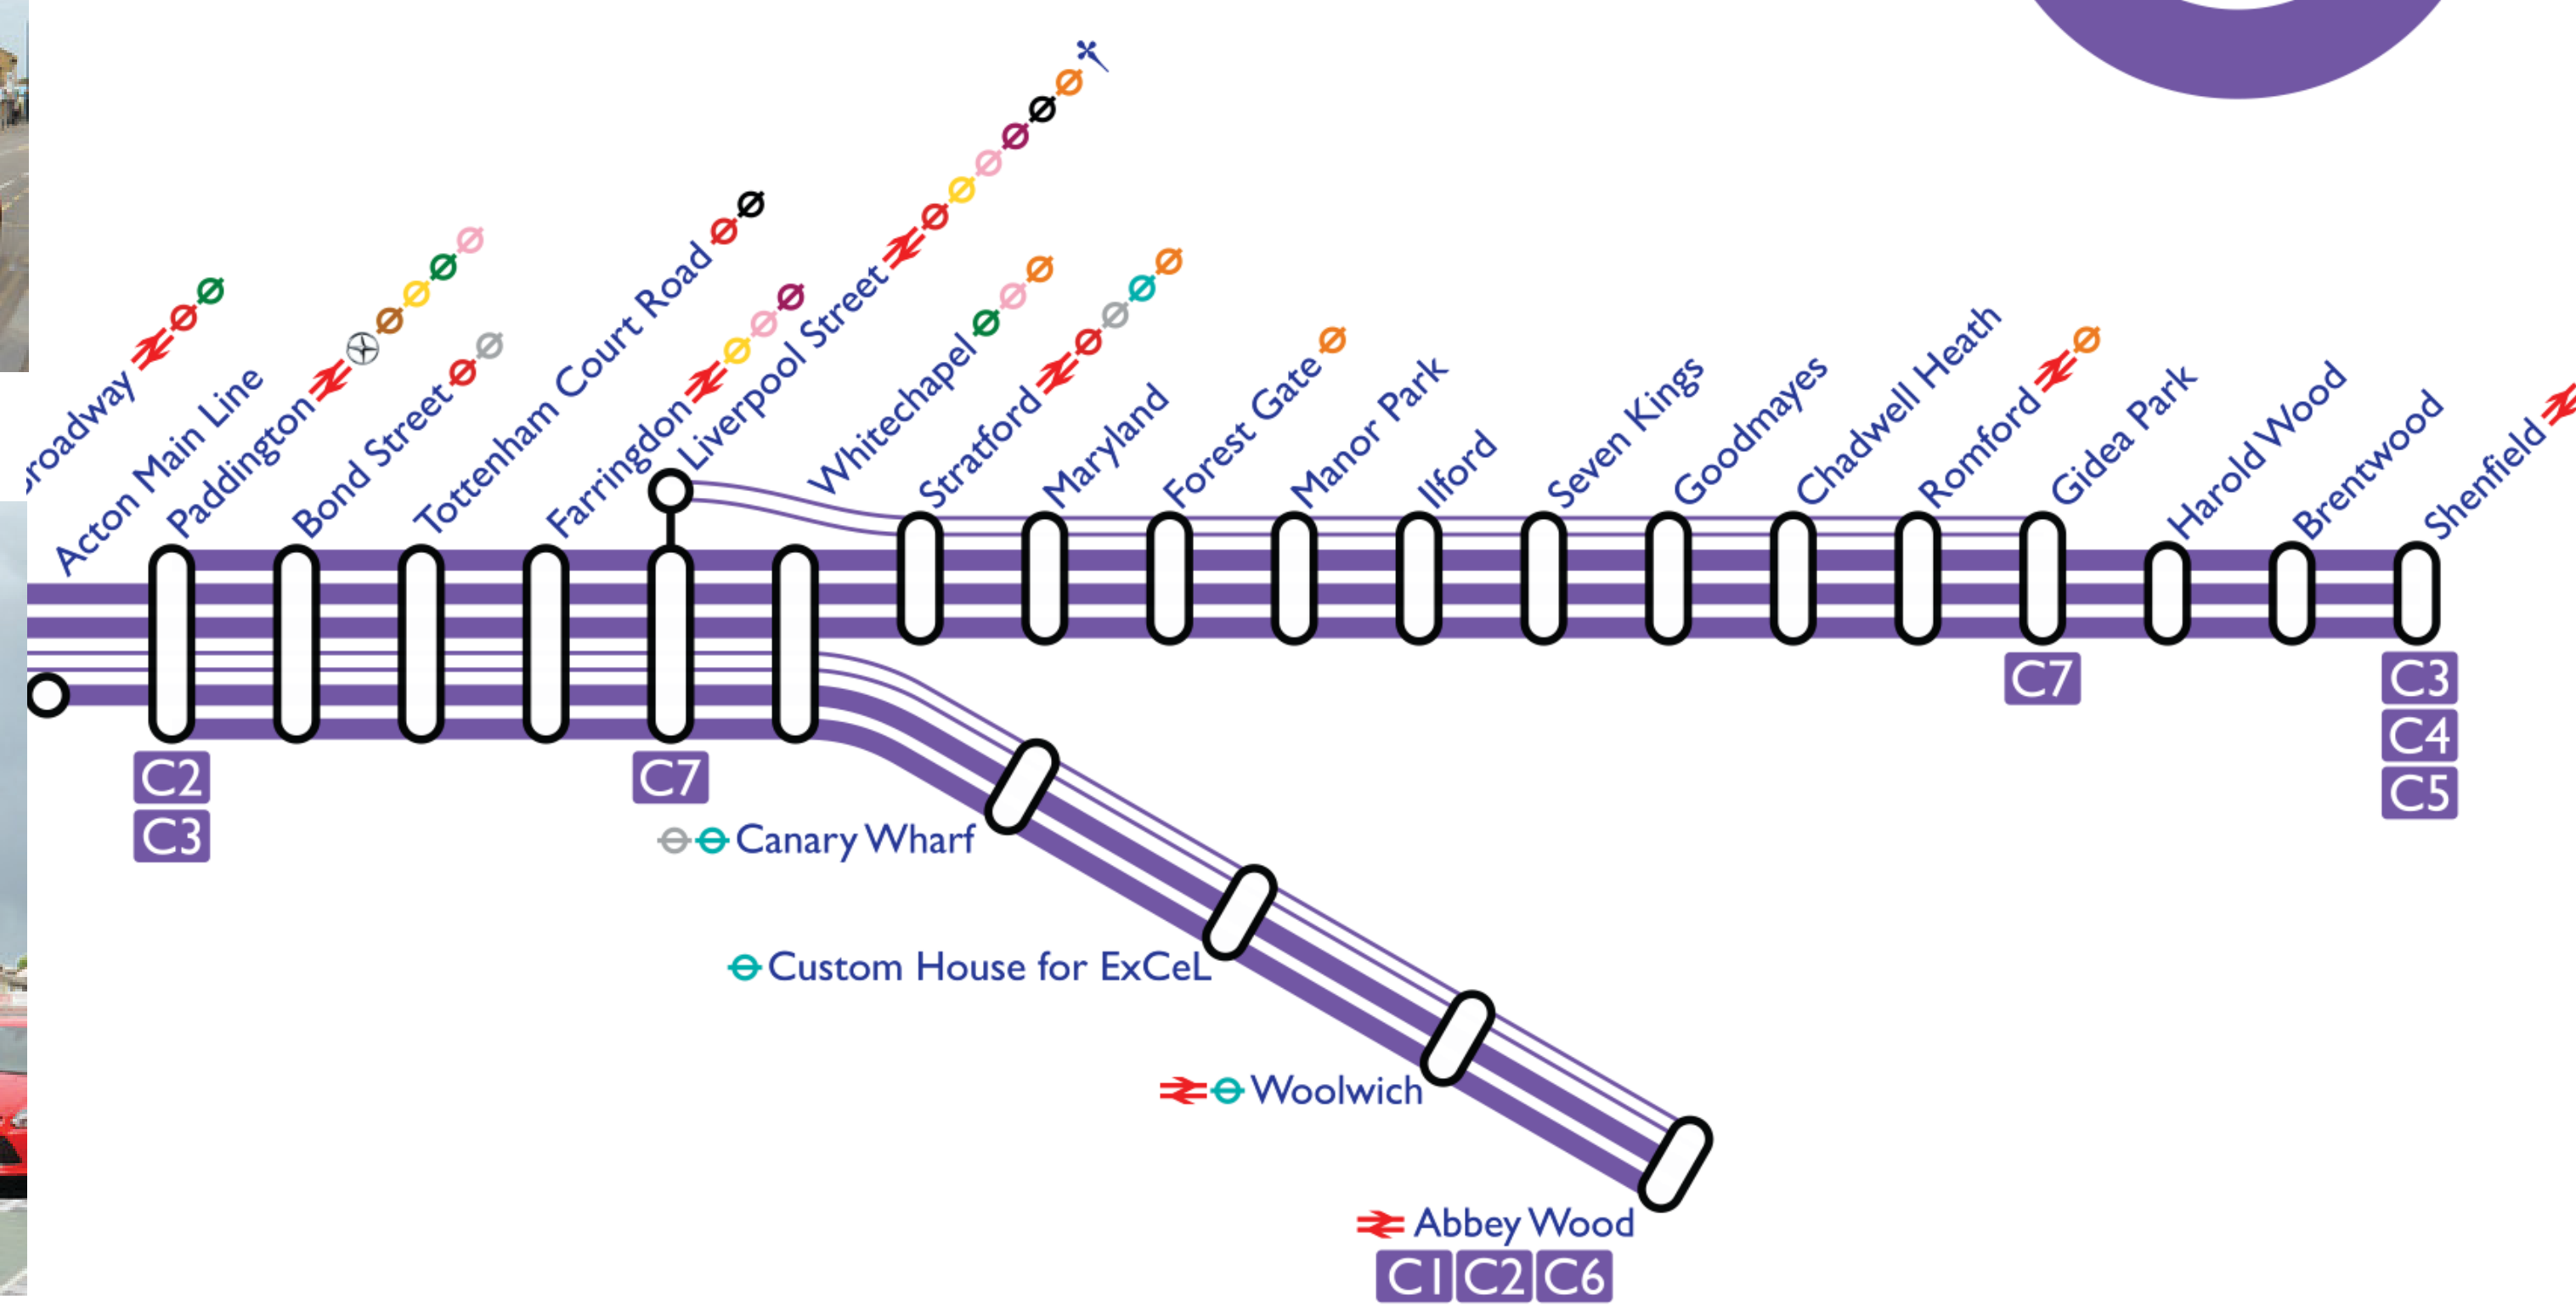 Acton Main Line
Paddington
Bond Street
Tottenham Court Road
Farringdon
Liverpool Street
Whitechapel
Stratford
Maryland
Forest Gate
Manor Park
Ilford
Seven Kings
Goodmayes
Chadwell Heath
Romford
Gidea Park
Harold Wood
Brentwood
Shenfield
C2
C3
C7
C7
C3
C4
C5
Canary Wharf
Custom House for ExCeL
Woolwich
Abbey Wood
C1 C2 C6